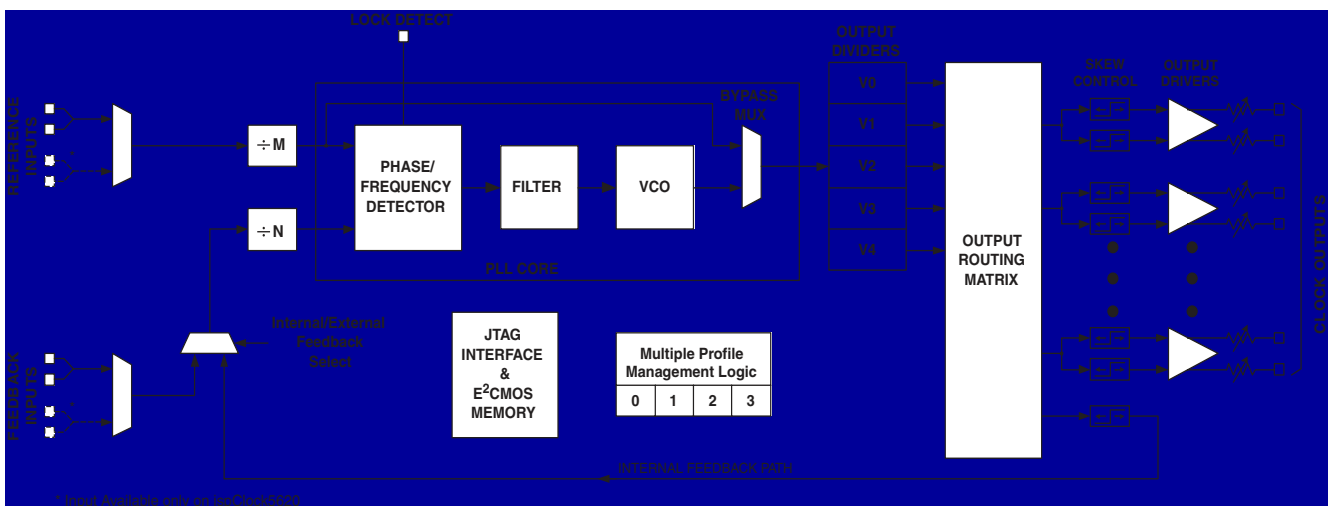 LOCK DETECT
OUTPUT
DIVIDERS
SKEW
CONTROL
OUTPUT
DRIVERS
REFERENCE
INPUTS
÷M
÷N
PHASE/
FREQUENCY
DETECTOR
FILTER
VCO
BYPASS
MUX
PLL CORE
V0
V1
V2
V3
V4
OUTPUT
ROUTING
MATRIX
CLOCK OUTPUTS
Internal/External
Feedback
Select
FEEDBACK
INPUTS
JTAG
INTERFACE
&
E²CMOS
MEMORY
Multiple Profile
Management Logic
0 1 2 3
INTERNAL FEEDBACK PATH
* Input Available only on ispClock5620